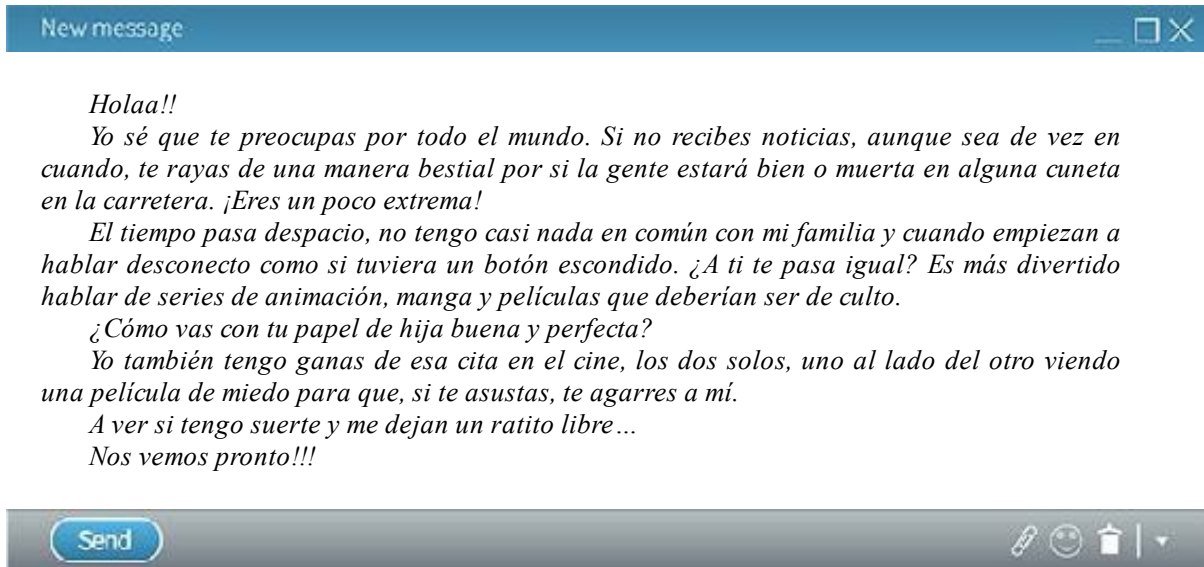 New message
Holaa!!
Yo sé que te preocupas por todo el mundo. Si no recibes noticias, aunque sea de vez en
cuando, te rayas de una manera bestial por si la gente estará bien o muerta en alguna cuneta
en la carretera. ¡Eres un poco extrema!
El tiempo pasa despacio, no tengo casi nada en común con mi familia y cuando empiezan a
hablar desconecto como si tuviera un botón escondido. ¿A ti te pasa igual? Es más divertido
hablar de series de animación, manga y películas que deberían ser de culto.
¿Cómo vas con tu papel de hija buena y perfecta?
Yo también tengo ganas de esa cita en el cine, los dos solos, uno al lado del otro viendo
una película de miedo para que, si te asustas, te agarres a mí.
A ver si tengo suerte y me dejan un ratito libre…
Nos vemos pronto!!!
Send